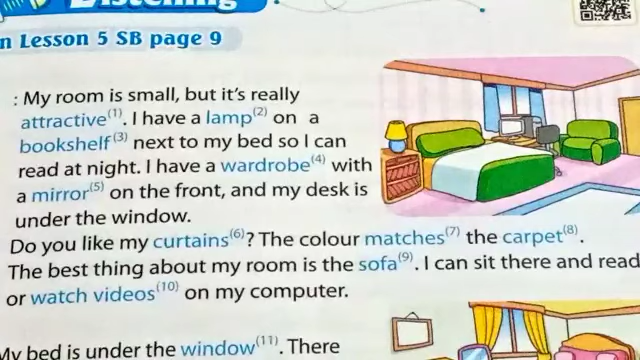 Listening
n Lesson 5 SB page 9
: My room is small, but it's really
attractive(1). I have a lamp(2) on a
bookshelf(3) next to my bed so I can
read at night. I have a wardrobe(4) with
a mirror(5) on the front, and my desk is
under the window.
Do you like my curtains(6)? The colour matches(7) the carpet(8).
The best thing about my room is the sofa(9). I can sit there and read
or watch videos(10) on my computer.
My bed is under the window(11). There